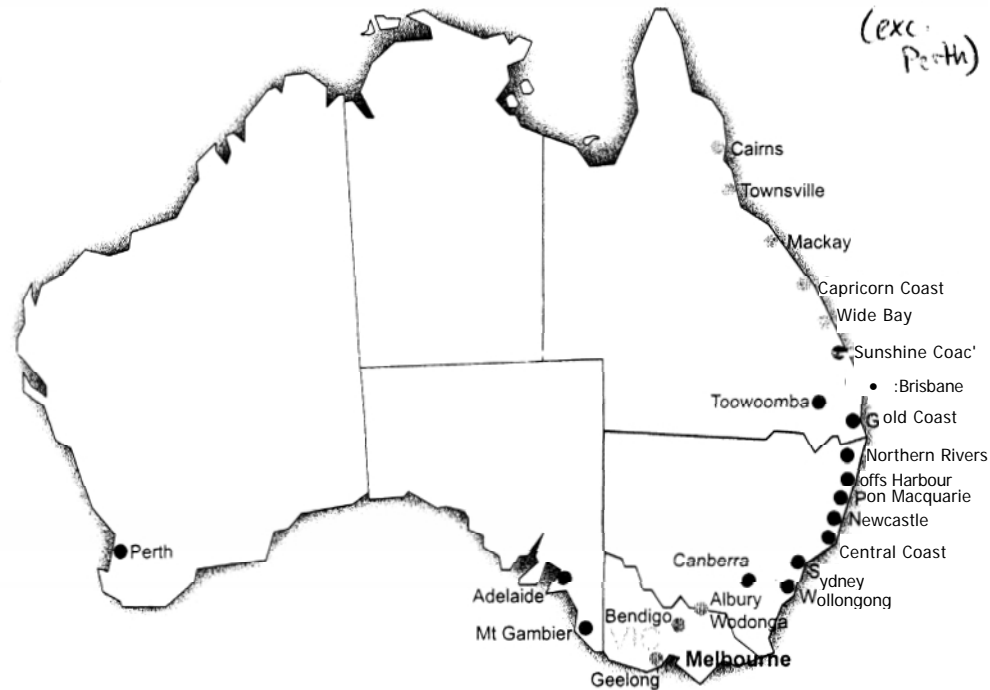 (exc.
Perth)
Cairns
Townsville
Mackay
Capricorn Coast
Wide Bay
Sunshine Coac'
:Brisbane
Toowoomba
Gold Coast
Northern Rivers
offs Harbour
Pon Macquarie
Newcastle
Central Coast
Sydney
Wollongong
Canberra
Perth
Adelaide
Albury
Wodonga
Bendigo
Mt Gambier
VIC
Melbourne
Geelong